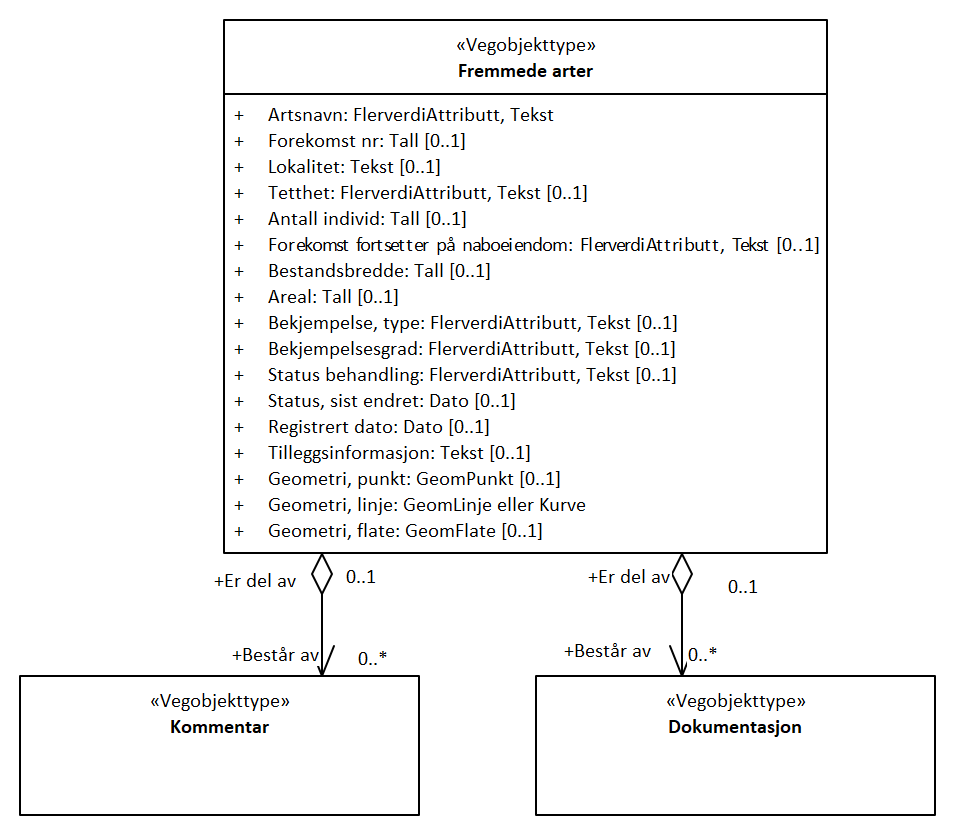 «Vegobjekttype»
Fremmede arter
+ Artsnavn: FlerverdiAttributt, Tekst
+ Forekomst nr: Tall [0..1]
+ Lokalitet: Tekst [0..1]
+ Tetthet: FlerverdiAttributt, Tekst [0..1]
+ Antall individ: Tall [0..1]
+ Forekomst fortsetter på naboeiendom: FlerverdiAttributt, Tekst [0..1]
+ Bestandsbredde: Tall [0..1]
+ Areal: Tall [0..1]
+ Bekjempelse, type: FlerverdiAttributt, Tekst [0..1]
+ Bekjempelsesgrad: FlerverdiAttributt, Tekst [0..1]
+ Status behandling: FlerverdiAttributt, Tekst [0..1]
+ Status, sist endret: Dato [0..1]
+ Registrert dato: Dato [0..1]
+ Tilleggsinformasjon: Tekst [0..1]
+ Geometri, punkt: GeomPunkt [0..1]
+ Geometri, linje: GeomLinje eller Kurve
+ Geometri, flate: GeomFlate [0..1]
+Er del av 0..1
+Er del av 0..1
+Består av 0..*
+Består av 0..*
«Vegobjekttype»
Kommentar
«Vegobjekttype»
Dokumentasjon